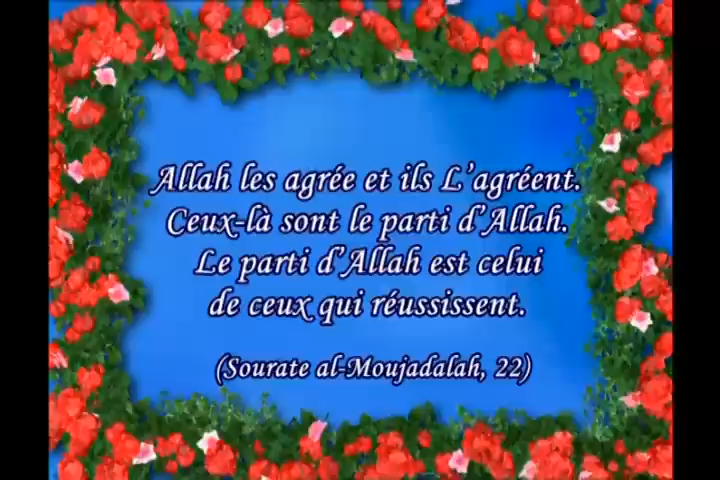 Allah les agrée et ils L'agréent.
Ceux-là sont le parti d'Allah.
Le parti d'Allah est celui
de ceux qui réussissent.
(Sourate al-Moujadalah, 22)